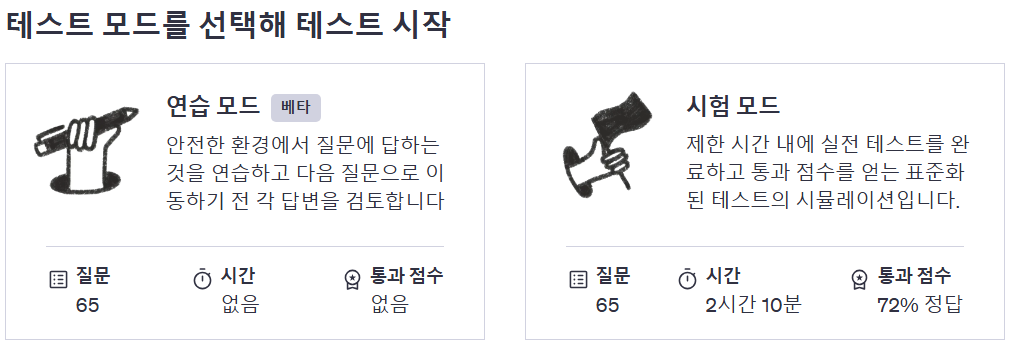 테스트 모드를 선택해 테스트 시작
연습 모드 베타
안전한 환경에서 질문에 답하는
것을 연습하고 다음 질문으로 이
동하기 전 각 답변을 검토합니다
질문 시간 통과 점수
65 없음 없음
시험 모드
제한 시간 내에 실전 테스트를 완
료하고 통과 점수를 얻는 표준화
된 테스트의 시뮬레이션입니다.
질문 시간 통과 점수
65 2시간 10분 72% 정답